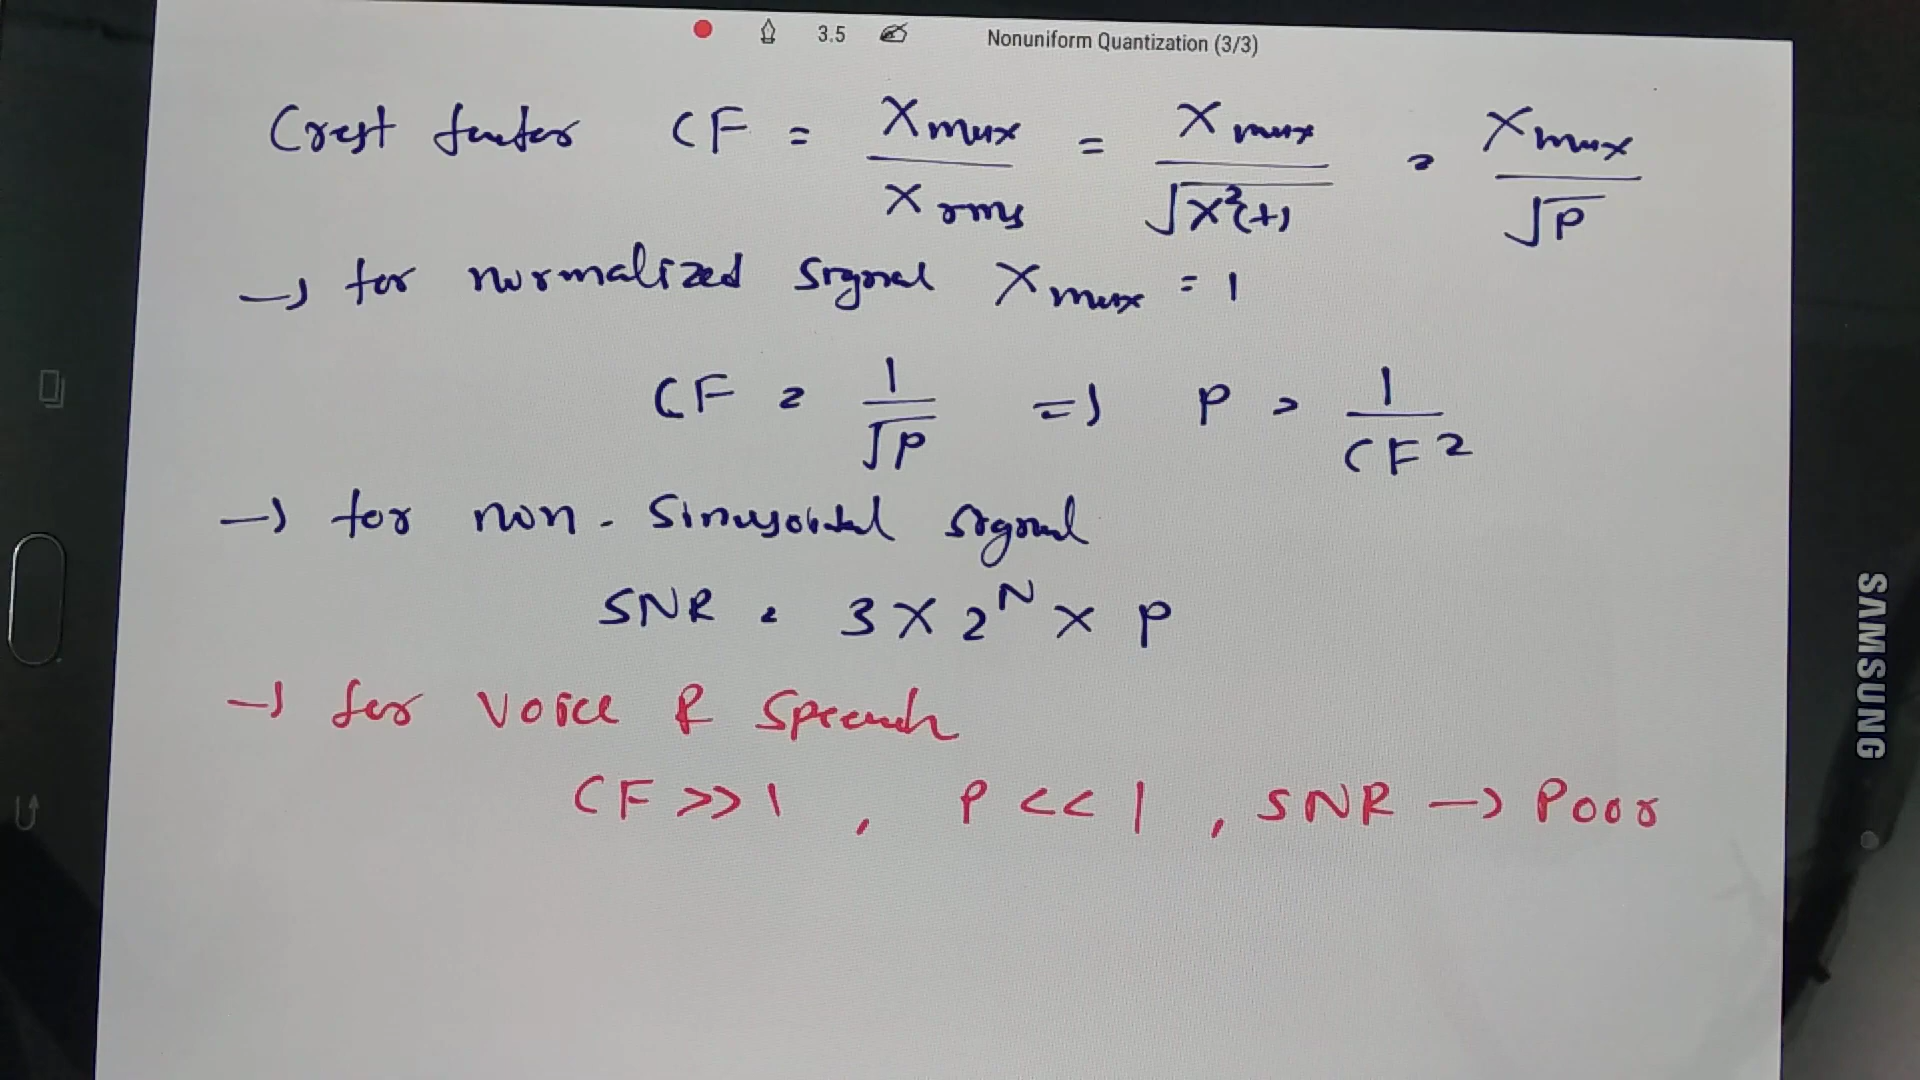 3.5 Nonuniform Quantization (3/3)
Crest factor CF = Xmax / Xrms = Xmax / √X²(t) = Xmax / √P
→ for normalized signal Xmax = 1
CF = 1 / √P => P = 1 / CF²
→ for non-sinusoidal signal
SNR = 3 × 2^N × P
→ for voice & speech
CF >> 1, P << 1, SNR → Poor
SAMSUNG